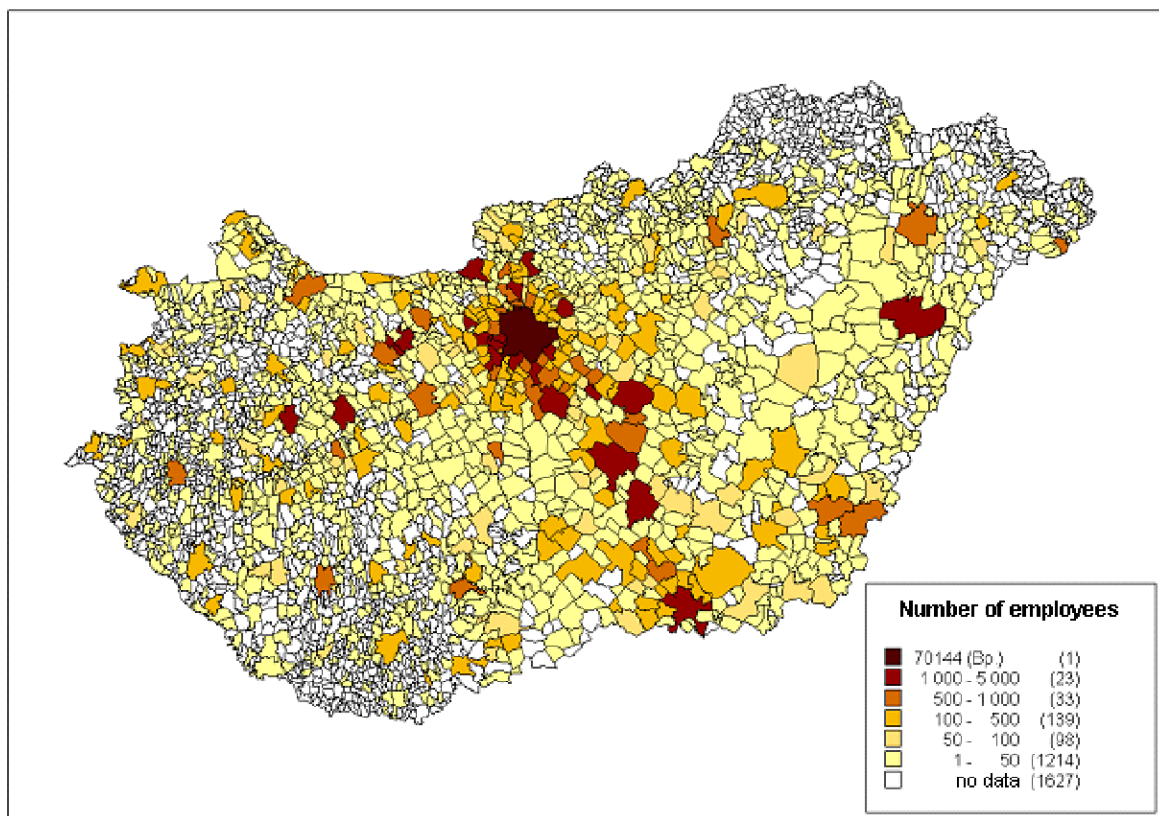 Number of employees
70144 (Bp.) (1)
1 000 - 5 000 (23)
500 - 1 000 (33)
100 - 500 (139)
50 - 100 (98)
1 - 50 (1214)
no data (1627)